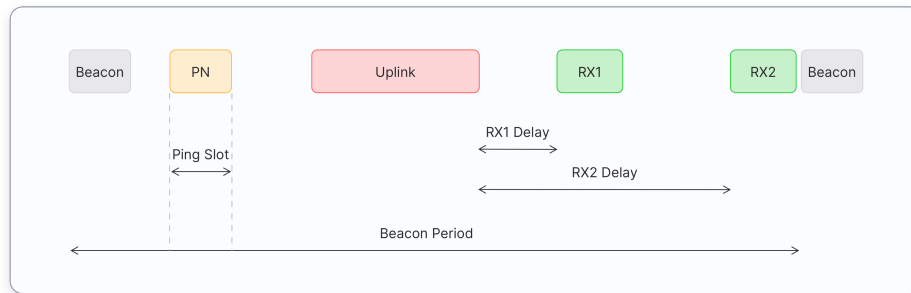 Beacon
PN
Uplink
RX1
RX2
Beacon
RX1 Delay
Ping Slot
RX2 Delay
Beacon Period